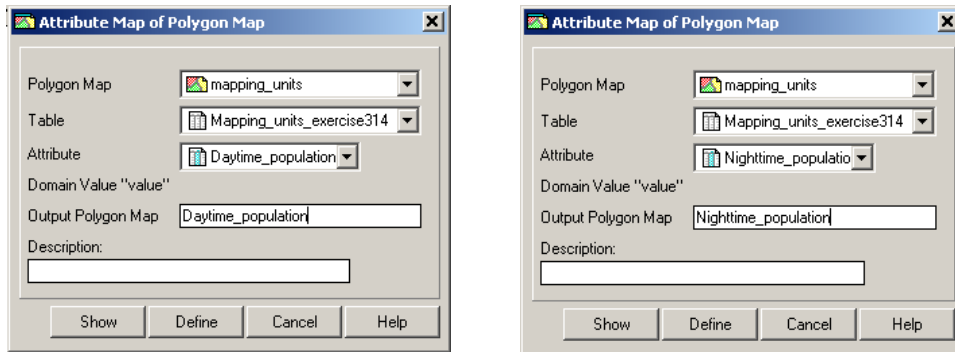 Attribute Map of Polygon Map
Polygon Map mapping_units
Table Mapping_units_exercise314
Attribute Daytime_population
Domain Value "value"
Output Polygon Map Daytime_population
Description:
Show Define Cancel Help
Attribute Map of Polygon Map
Polygon Map mapping_units
Table Mapping_units_exercise314
Attribute Nighttime_populatio
Domain Value "value"
Output Polygon Map Nighttime_population
Description:
Show Define Cancel Help